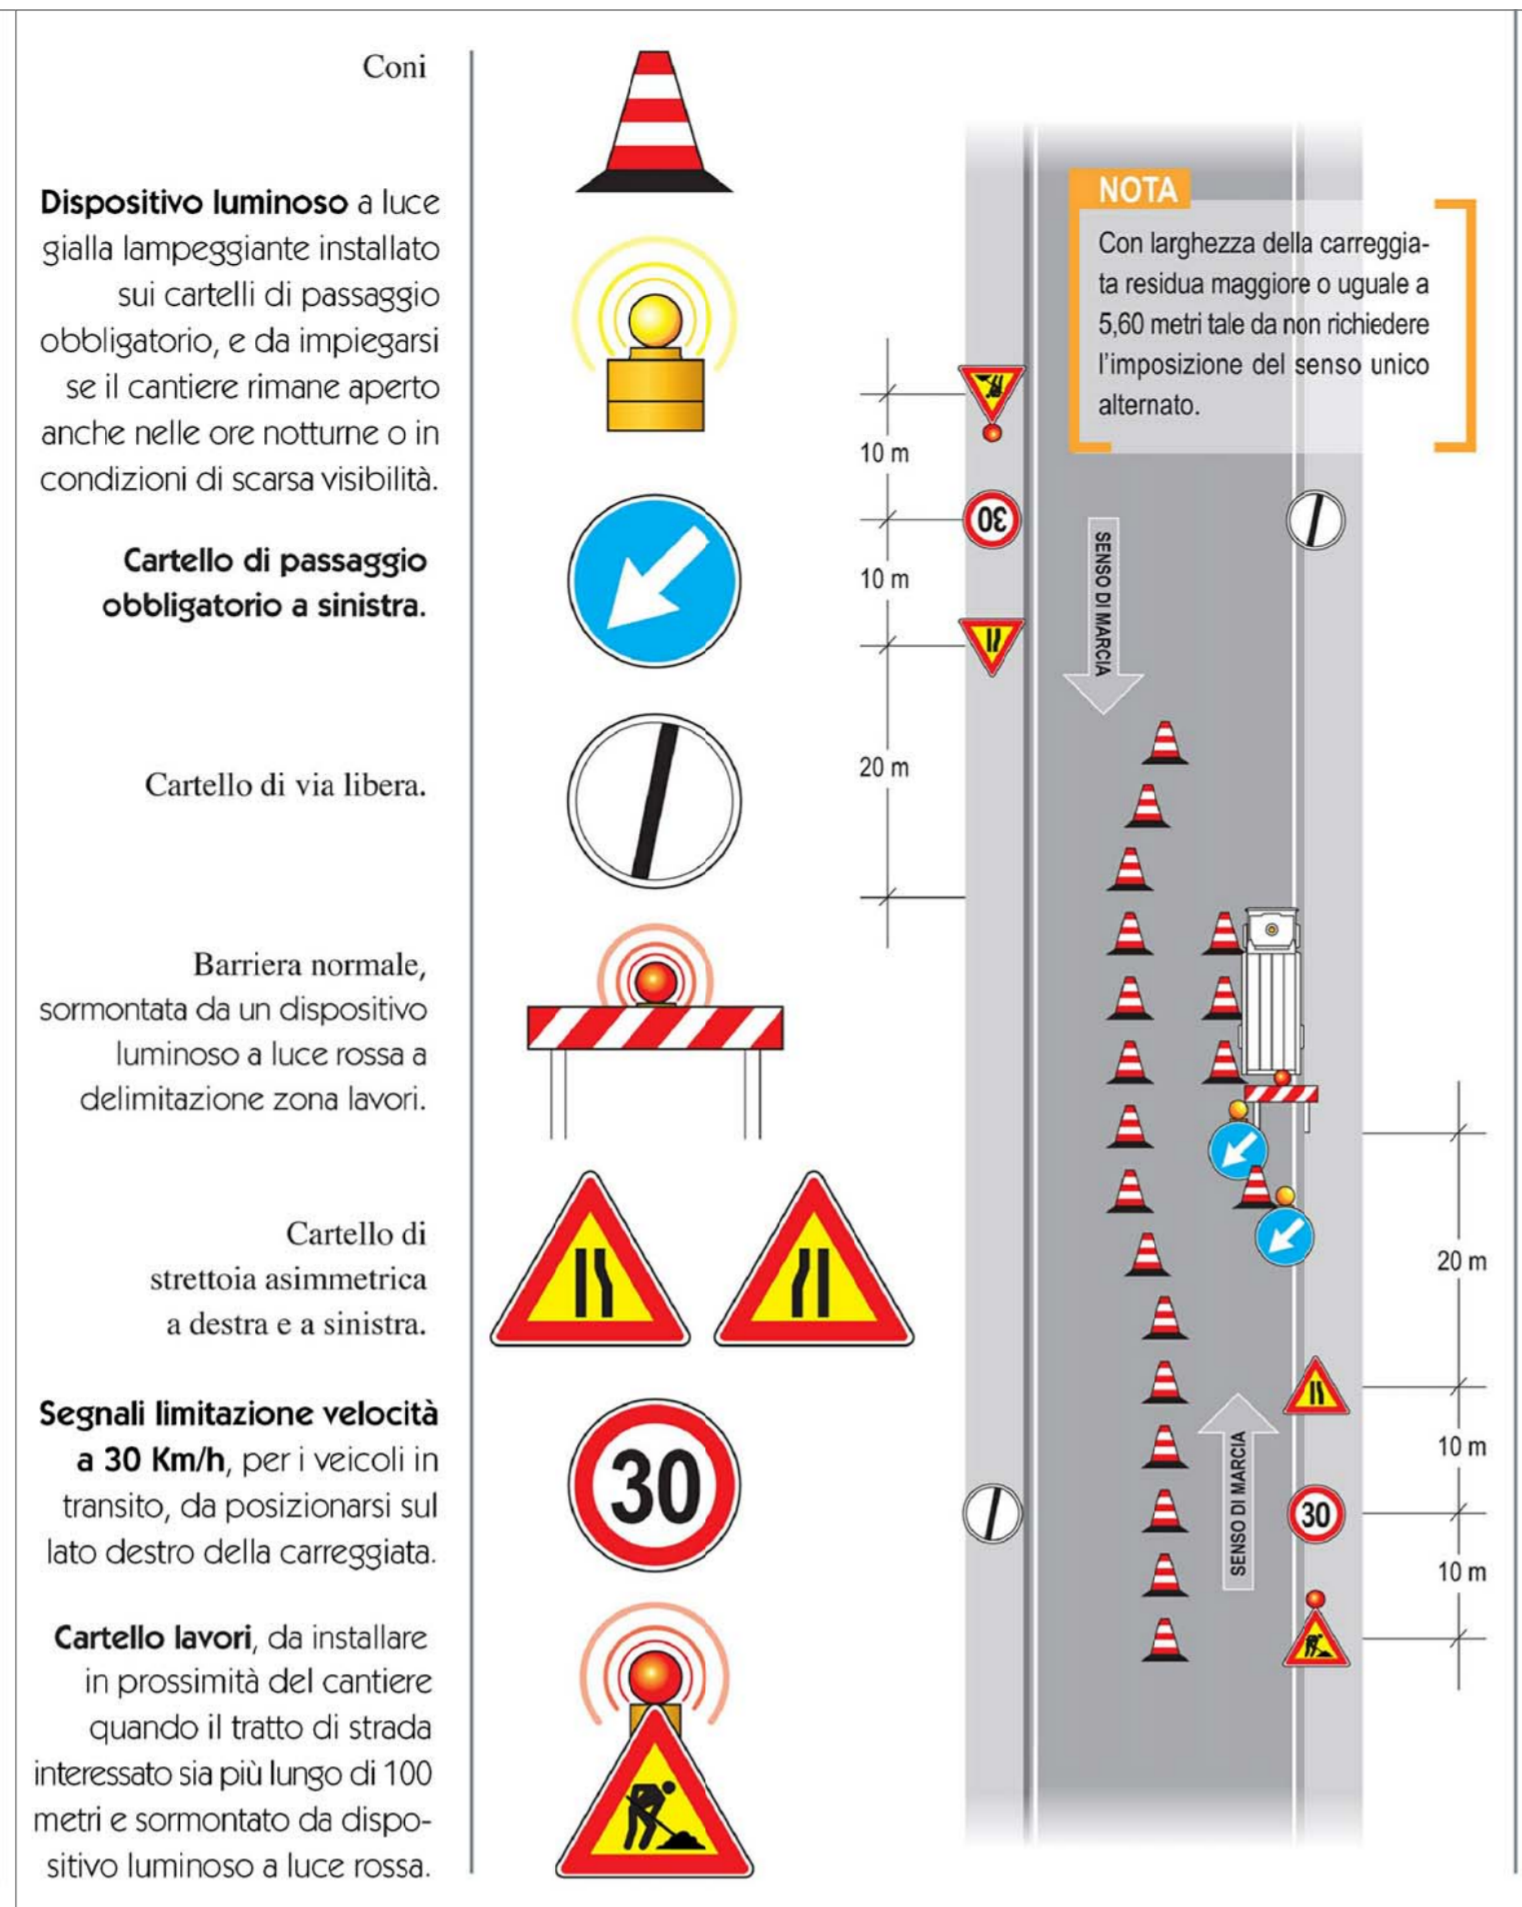 Coni
Dispositivo luminoso a luce
gialla lampeggiante installato
sui cartelli di passaggio
obbligatorio, e da impiegarsi
se il cantiere rimane aperto
anche nelle ore notturne o in
condizioni di scarsa visibilità.
Cartello di passaggio
obbligatorio a sinistra.
Cartello di via libera.
Barriera normale,
sormontata da un dispositivo
luminoso a luce rossa a
delimitazione zona lavori.
Cartello di
strettoia asimmetrica
a destra e a sinistra.
Segnali limitazione velocità
a 30 Km/h, per i veicoli in
transito, da posizionarsi sul
lato destro della carreggiata.
Cartello lavori, da installare
in prossimità del cantiere
quando il tratto di strada
interessato sia più lungo di 100
metri e sormontato da dispo-
sitivo luminoso a luce rossa.
30
NOTA
Con larghezza della carreggia-
ta residua maggiore o uguale a
5,60 metri tale da non richiedere
l'imposizione del senso unico
alternato.
10 m
30
10 m
SENSO DI MARCIA
20 m
20 m
10 m
SENSO DI MARCIA
30
10 m